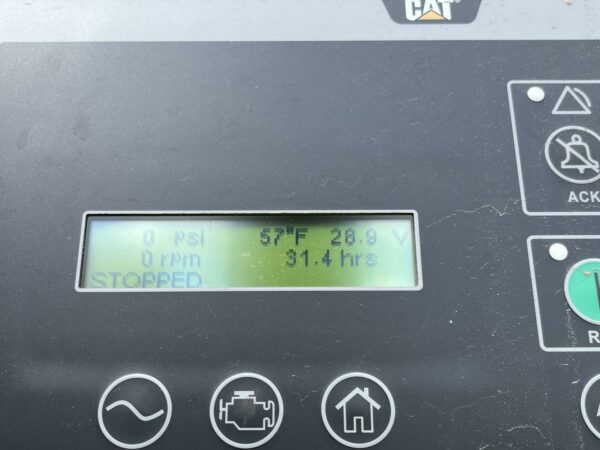 CAT
ACK
0 psi 57°F 28.9 V
0 rpm 31.4 hrs
STOPPED
R